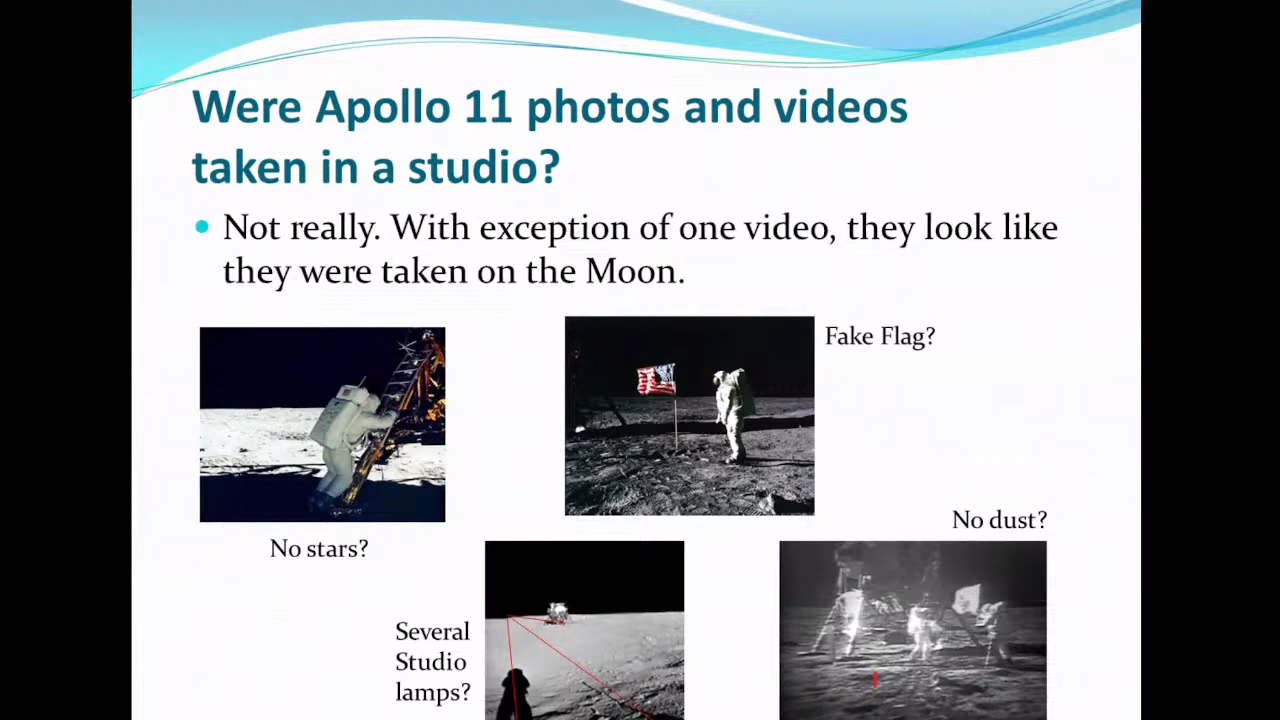 Were Apollo 11 photos and videos
taken in a studio?
Not really. With exception of one video, they look like
they were taken on the Moon.
Fake Flag?
No stars?
No dust?
Several
Studio
lamps?